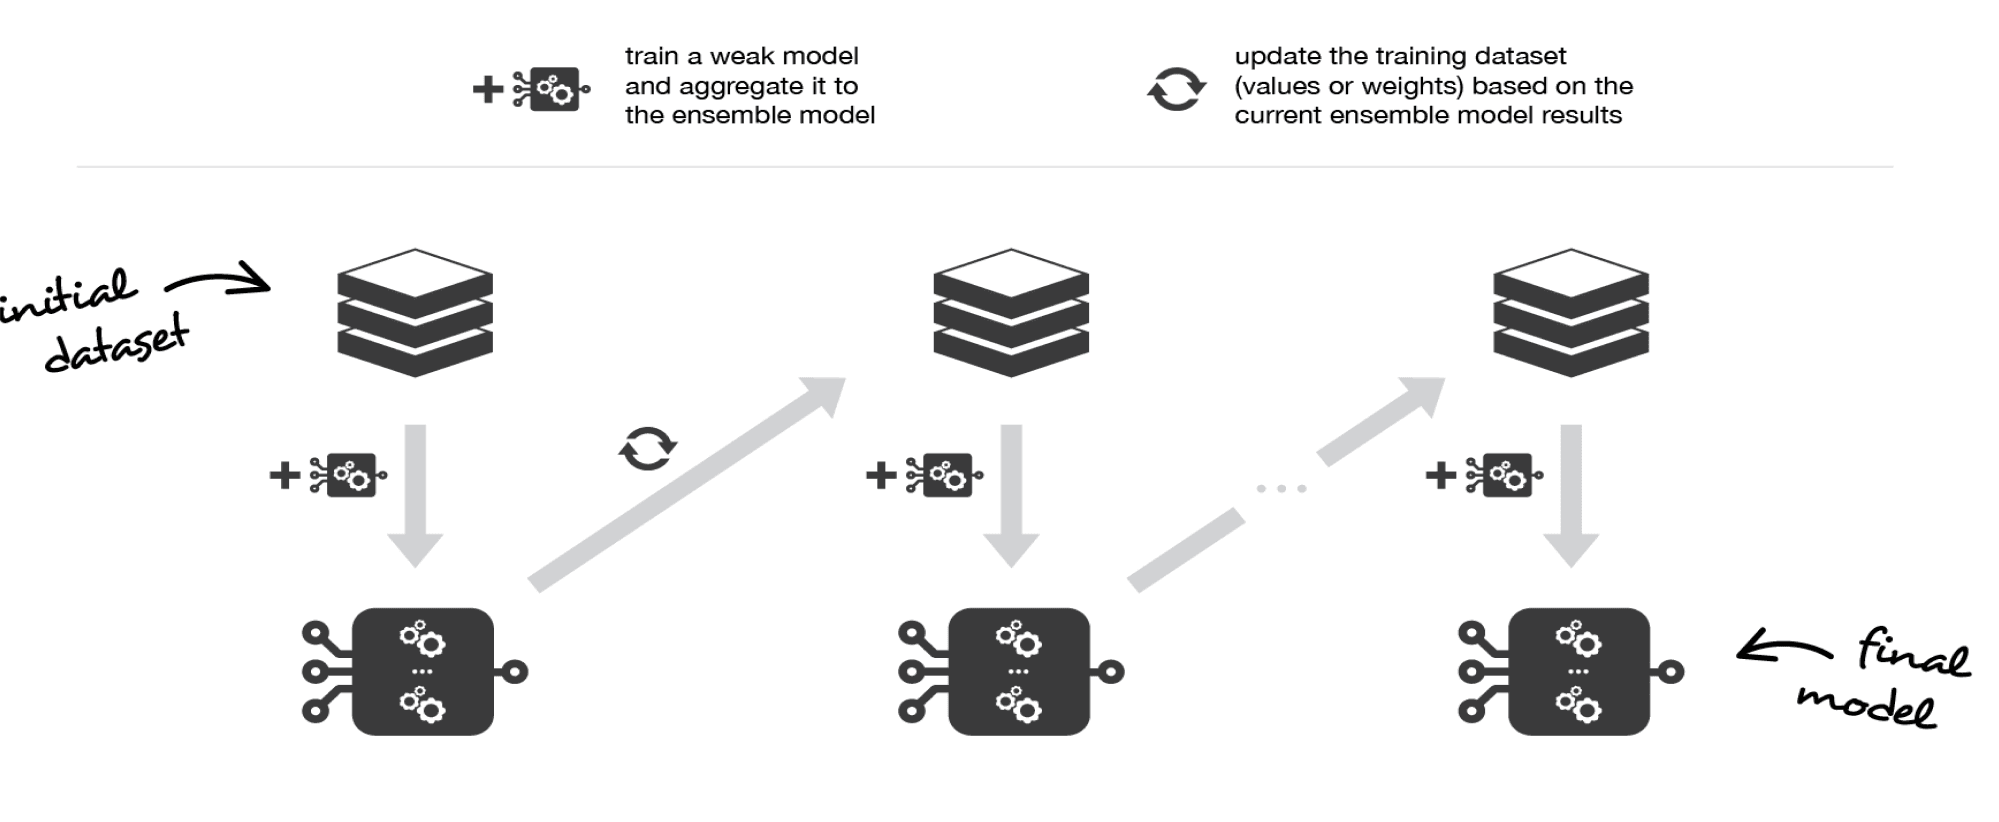 train a weak model
and aggregate it to
the ensemble model
update the training dataset
(values or weights) based on the
current ensemble model results
initial
dataset
...
final
model